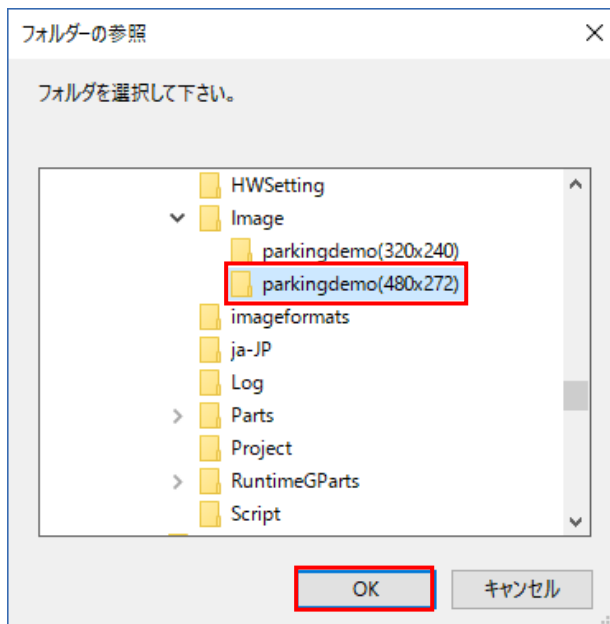 フォルダーの参照
フォルダを選択して下さい。
HWSetting
Image
parkingdemo(320x240)
parkingdemo(480x272)
imageformats
ja-JP
Log
Parts
Project
RuntimeGParts
Script
OK キャンセル